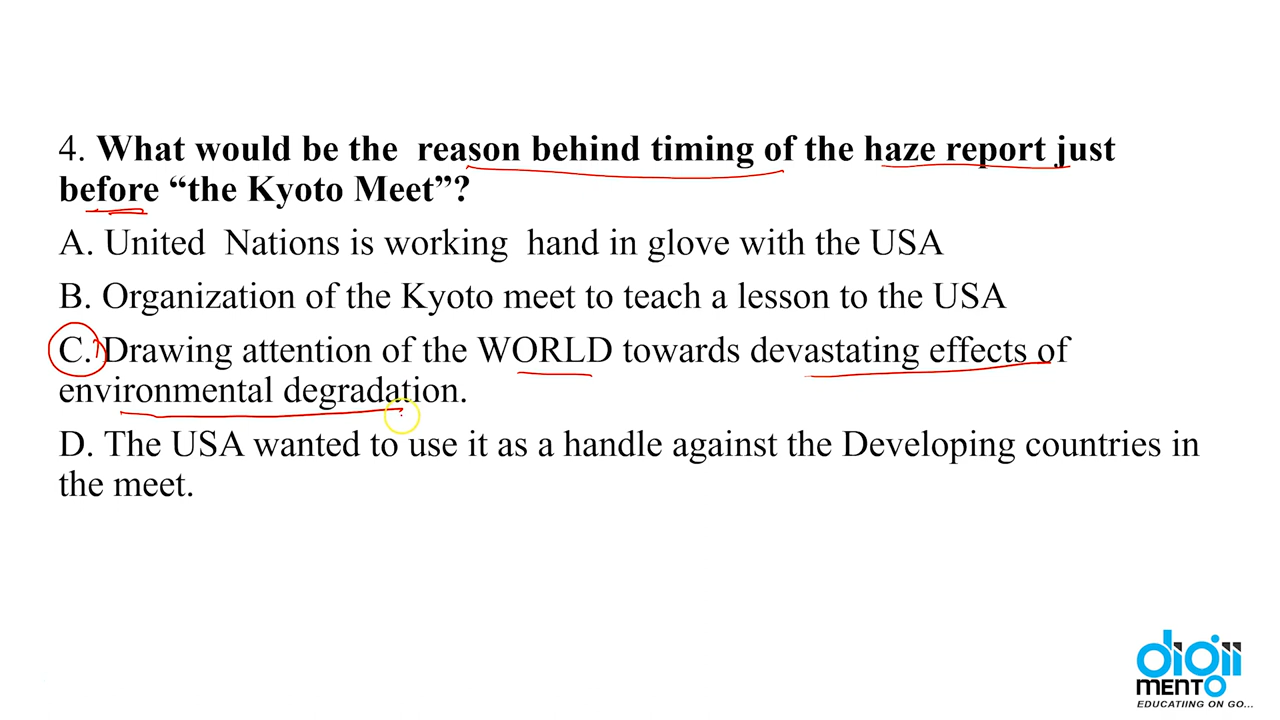 4. What would be the reason behind timing of the haze report just
before “the Kyoto Meet”?
A. United Nations is working hand in glove with the USA
B. Organization of the Kyoto meet to teach a lesson to the USA
C. Drawing attention of the WORLD towards devastating effects of
environmental degradation.
D. The USA wanted to use it as a handle against the Developing countries in
the meet.
digii
MENTO
EDUCATIING ON GO...